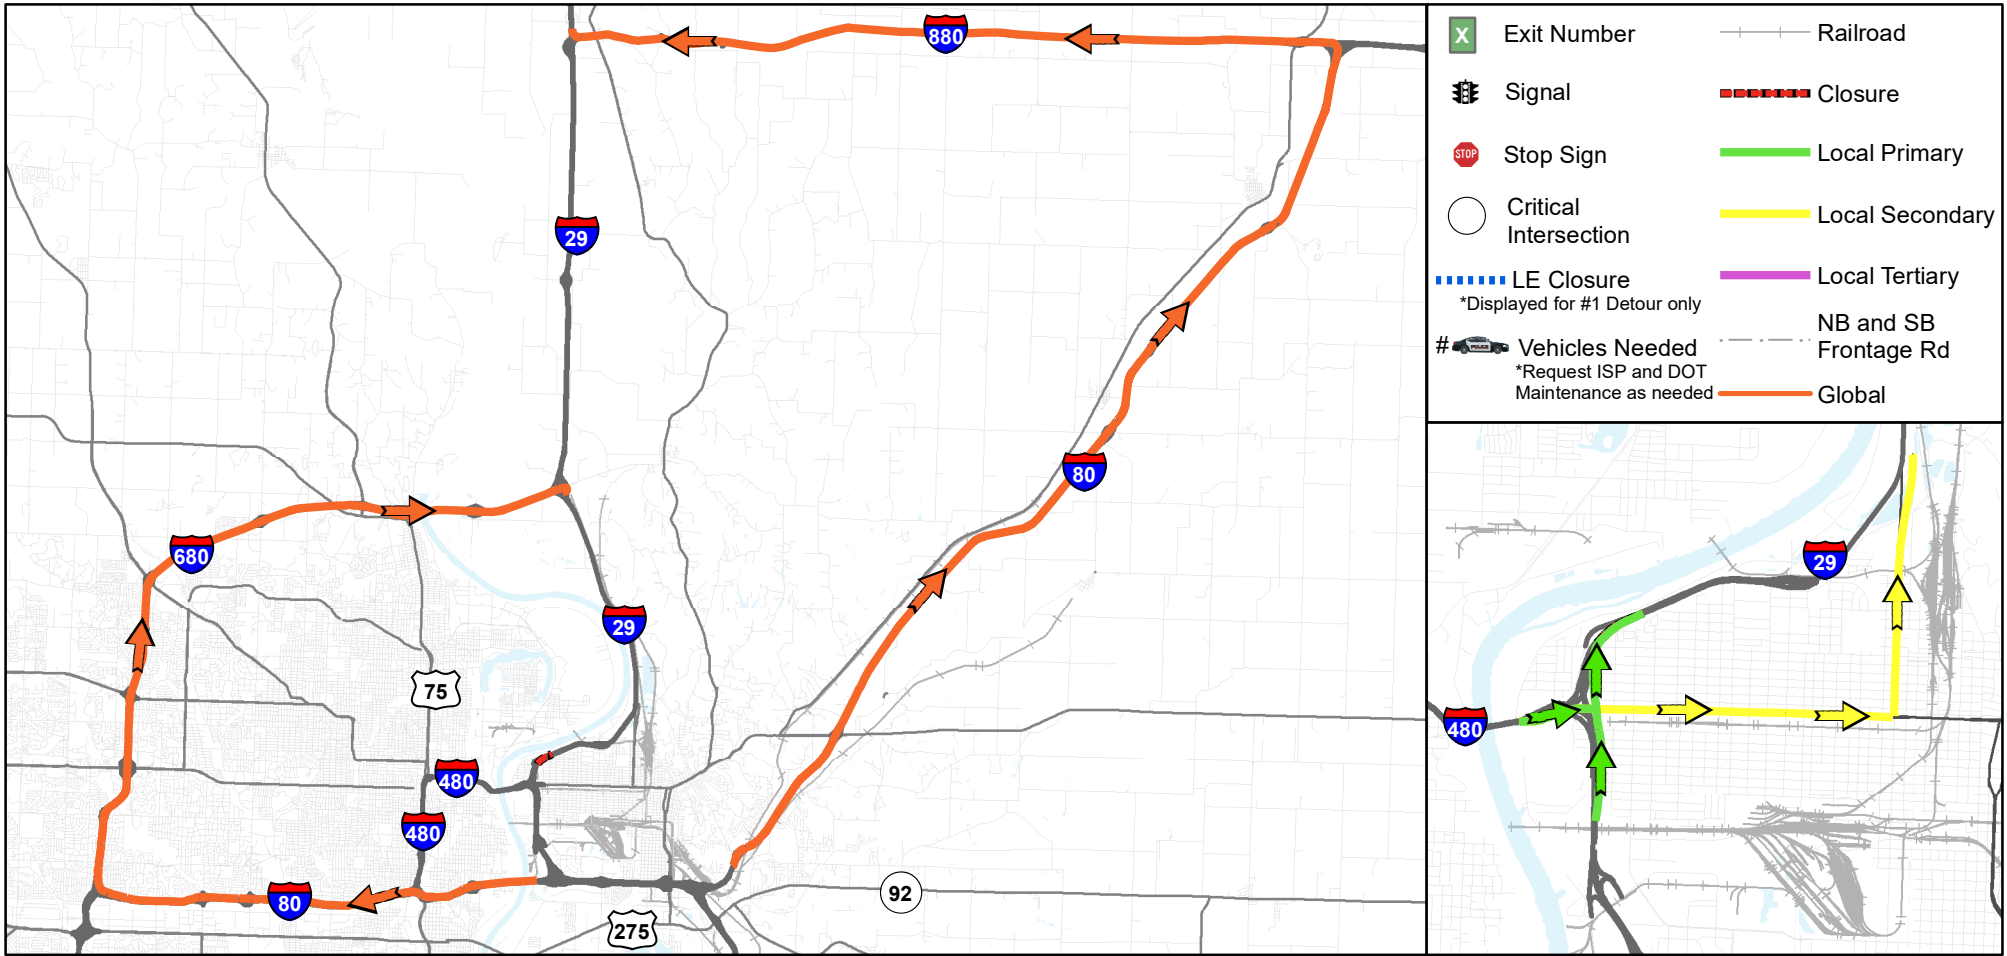 880
29
80
680
29
75
480
480
80
92
275
X Exit Number
Signal
STOP Stop Sign
Critical
Intersection
LE Closure
*Displayed for #1 Detour only
# POLICE Vehicles Needed
*Request ISP and DOT
Maintenance as needed
Railroad
Closure
Local Primary
Local Secondary
Local Tertiary
NB and SB
Frontage Rd
Global
29
480